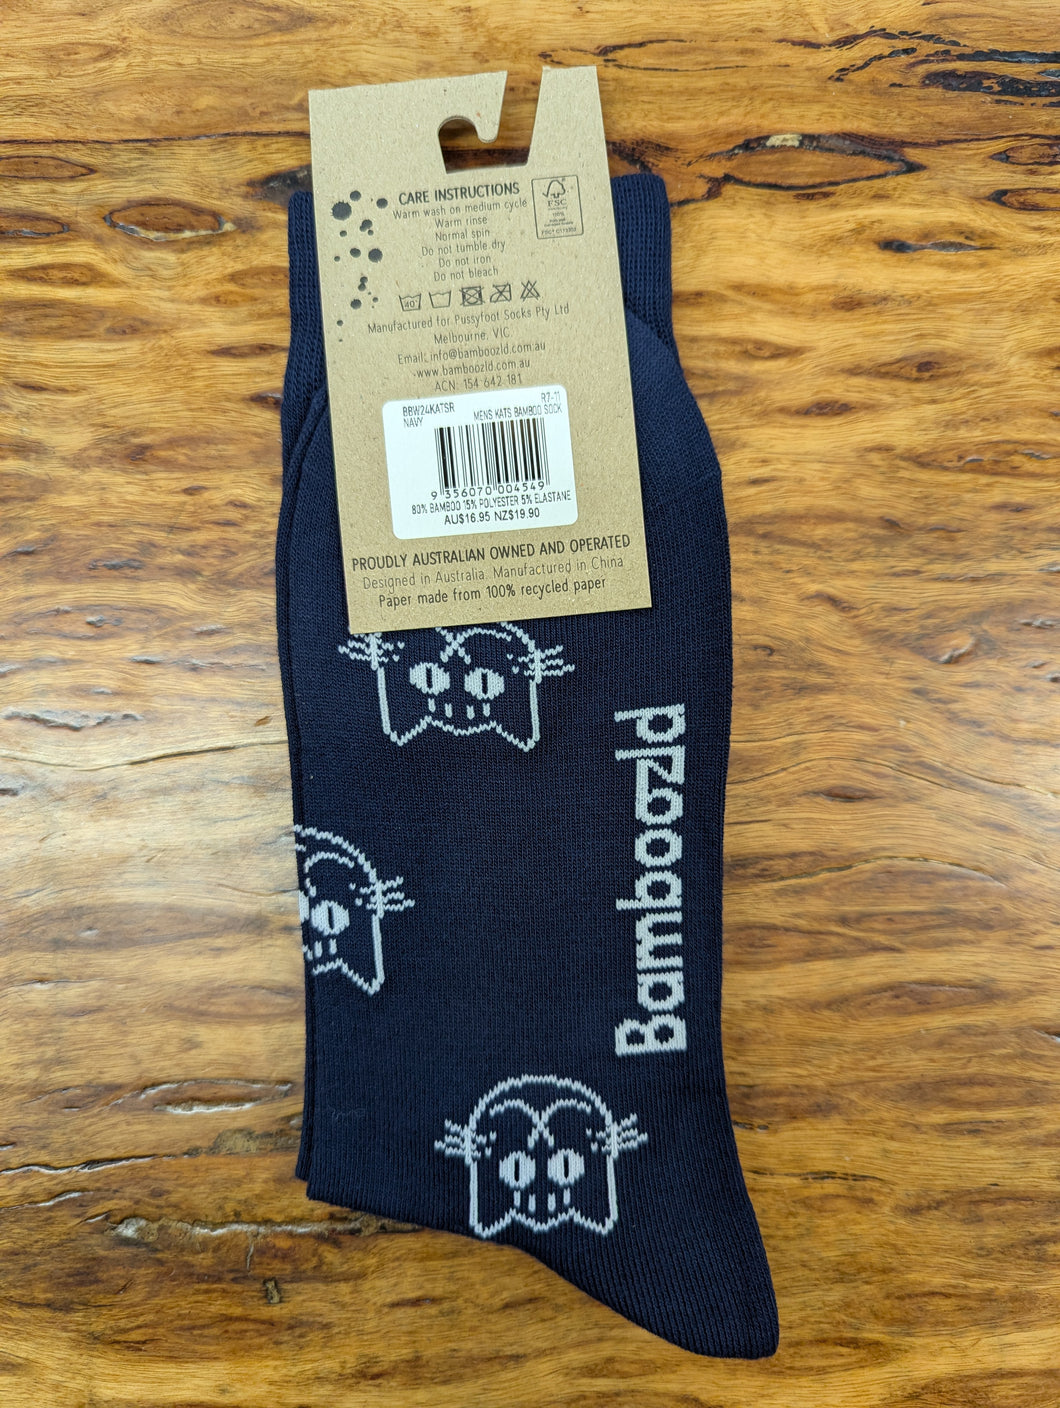 CARE INSTRUCTIONS
Warm wash on medium cycle
Warm rinse
Normal spin
Do not tumble dry
Do not iron
Do not bleach
FSC
100%
40°
Manufactured for Pussyfoot Socks Pty Ltd
Melbourne, VIC
Email: info@bamboozld.com.au
www.bamboozld.com.au
ACN: 154 642 181
BBW24KATSR R7-11
NAVY MENS KATS BAMBOO SOCK
9 356070 004549
80% BAMBOO 15% POLYESTER 5% ELASTANE
AU$16.95 NZ$19.90
PROUDLY AUSTRALIAN OWNED AND OPERATED
Designed in Australia. Manufactured in China
Paper made from 100% recycled paper
Bamboozld